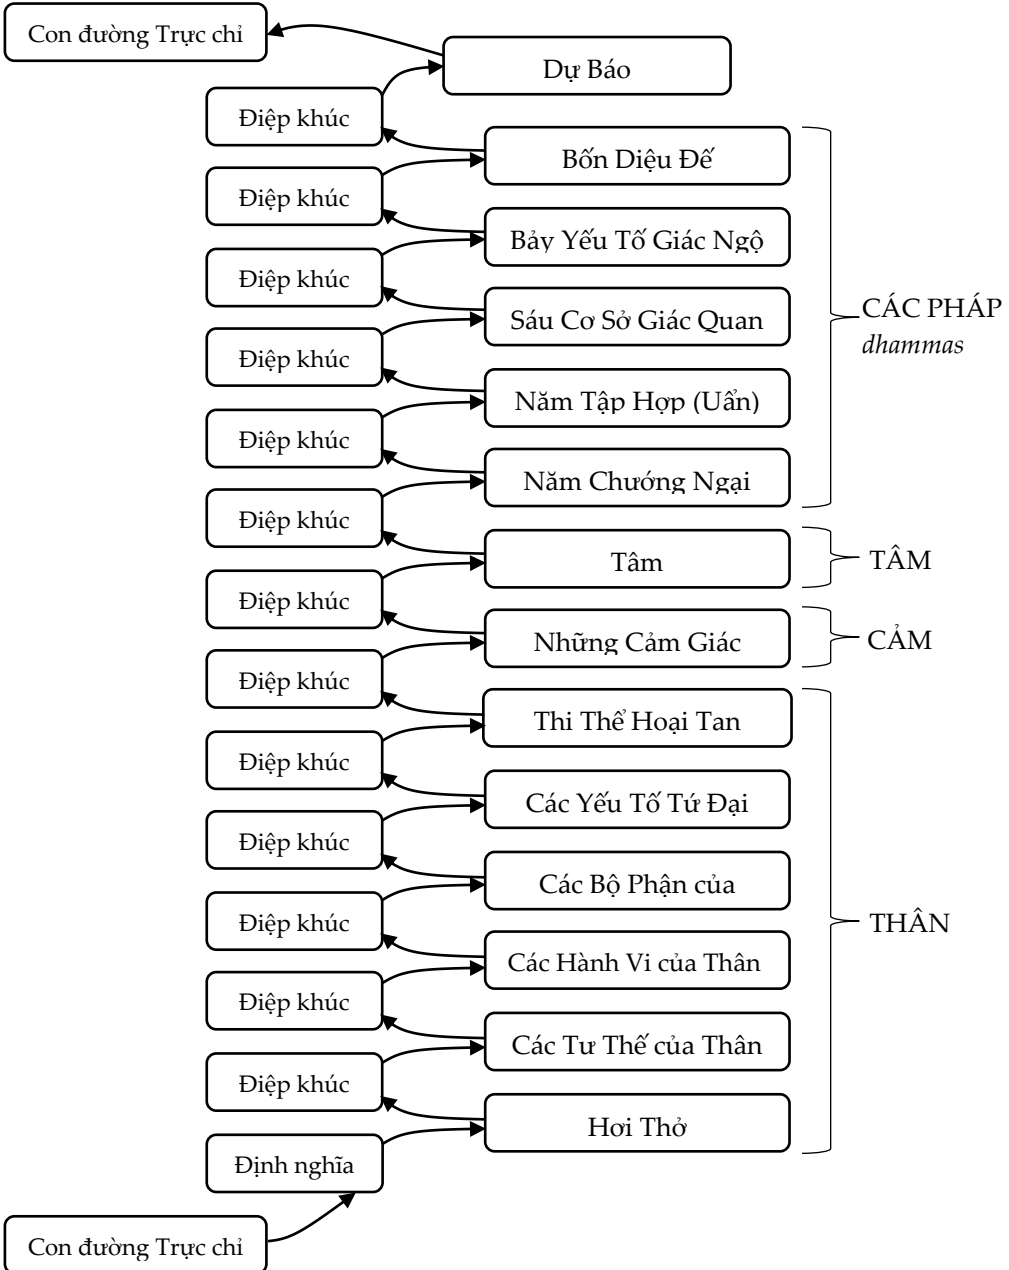 Con đường Trực chỉ
Dự Báo
Điệp khúc
Bốn Diệu Đế
Điệp khúc
Bảy Yếu Tố Giác Ngộ
Điệp khúc
Sáu Cơ Sở Giác Quan
CÁC PHÁP
dhammas
Điệp khúc
Năm Tập Hợp (Uẩn)
Điệp khúc
Năm Chướng Ngại
Điệp khúc
Tâm
TÂM
Điệp khúc
Những Cảm Giác
CẢM
Điệp khúc
Thi Thể Hoại Tan
Điệp khúc
Các Yếu Tố Tứ Đại
Điệp khúc
Các Bộ Phận của
THÂN
Điệp khúc
Các Hành Vi của Thân
Điệp khúc
Các Tư Thế của Thân
Điệp khúc
Hơi Thở
Định nghĩa
Con đường Trực chỉ